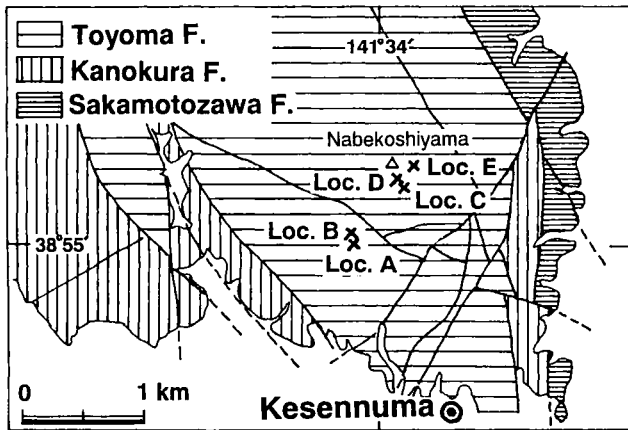 Toyoma F.
Kanokura F.
Sakamotozawa F.
141°34′
Nabekoshiyama
Loc. E
Loc. D
Loc. C
Loc. B
Loc. A
38°55′
0 1 km
Kesennuma